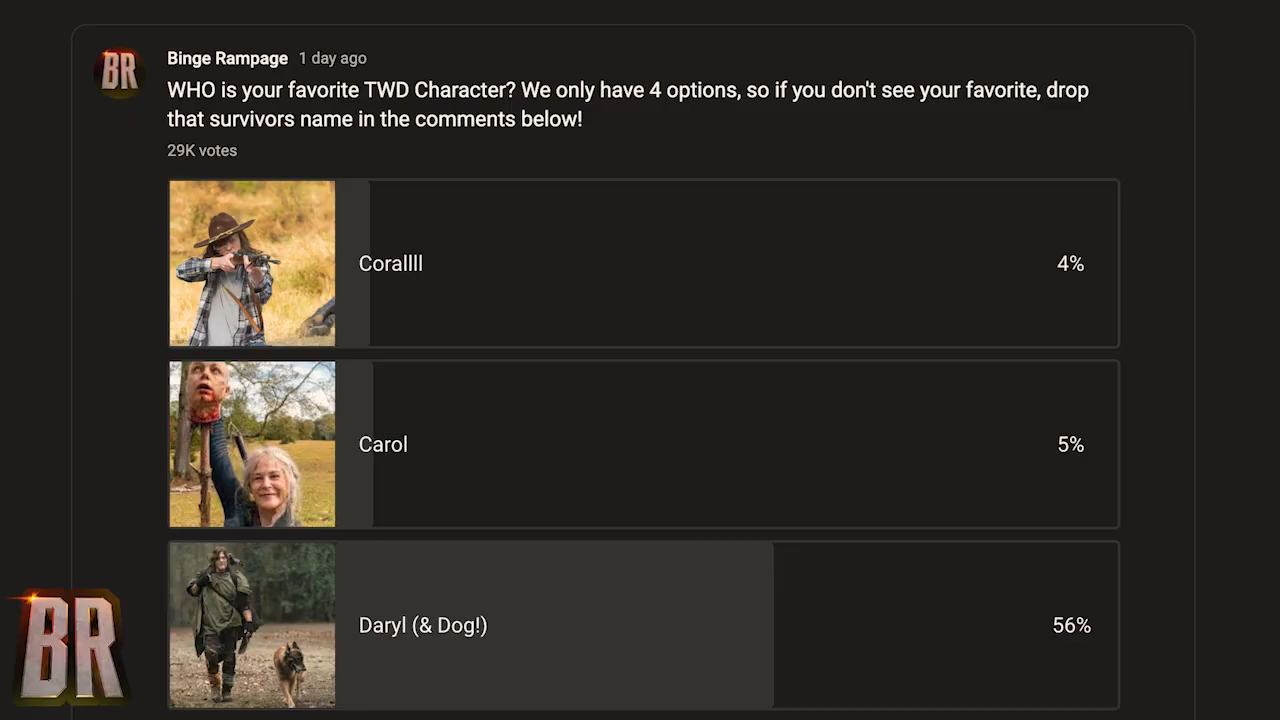 BR
Binge Rampage 1 day ago
WHO is your favorite TWD Character? We only have 4 options, so if you don't see your favorite, drop
that survivors name in the comments below!
29K votes
Corallll 4%
Carol 5%
Daryl (& Dog!) 56%
BR